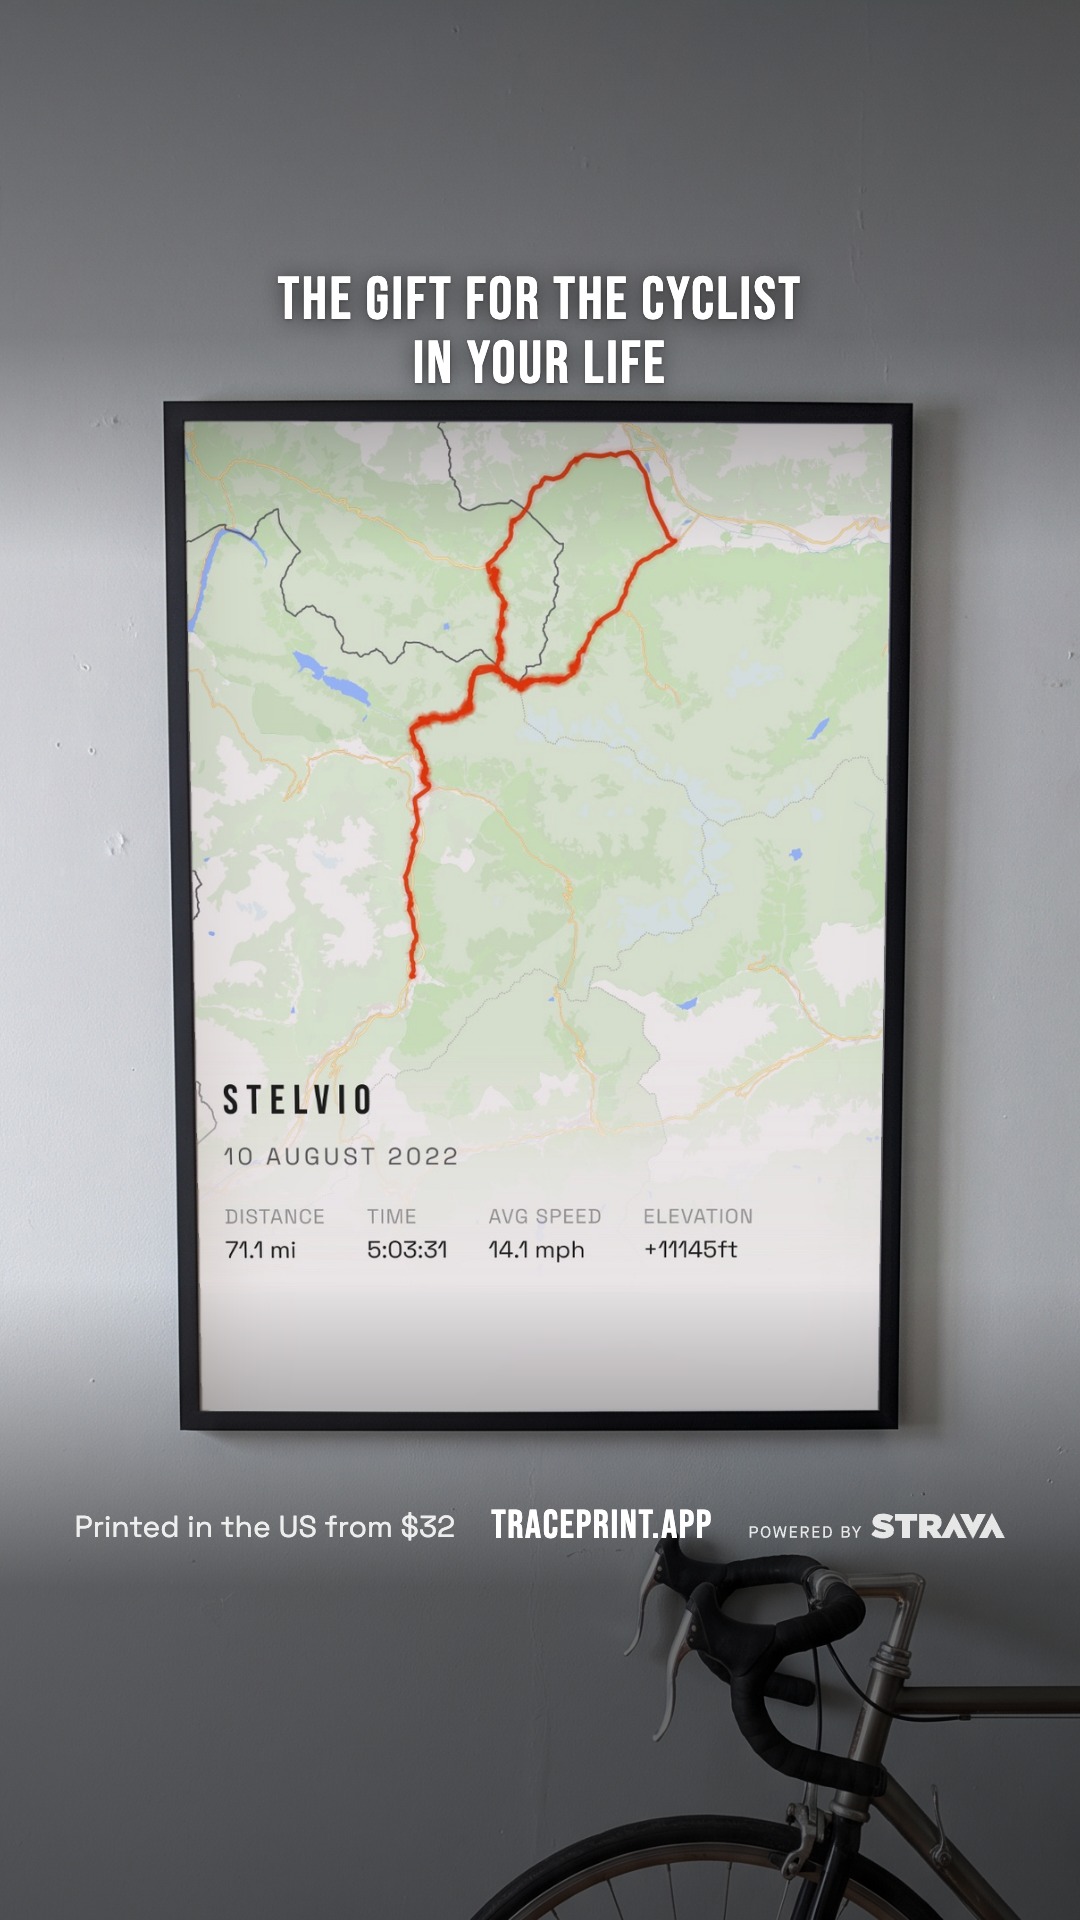 THE GIFT FOR THE CYCLIST
IN YOUR LIFE
STELVIO
10 AUGUST 2022
DISTANCE TIME AVG SPEED ELEVATION
71.1 mi 5:03:31 14.1 mph +11145ft
Printed in the US from $32 TRACEPRINT.APP POWERED BY STRAVA